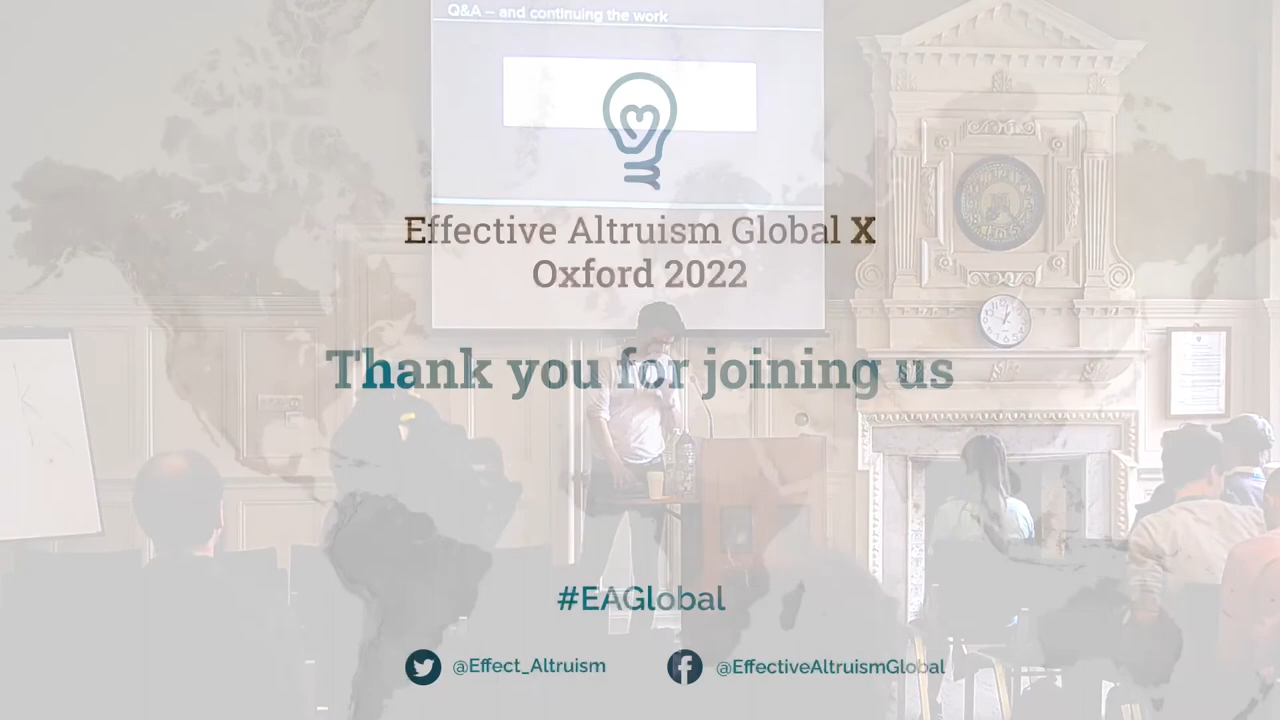 Q&A – and continuing the work
Effective Altruism Global X
Oxford 2022
Thank you for joining us
#EAGlobal
@Effect_Altruism
@EffectiveAltruismGlobal